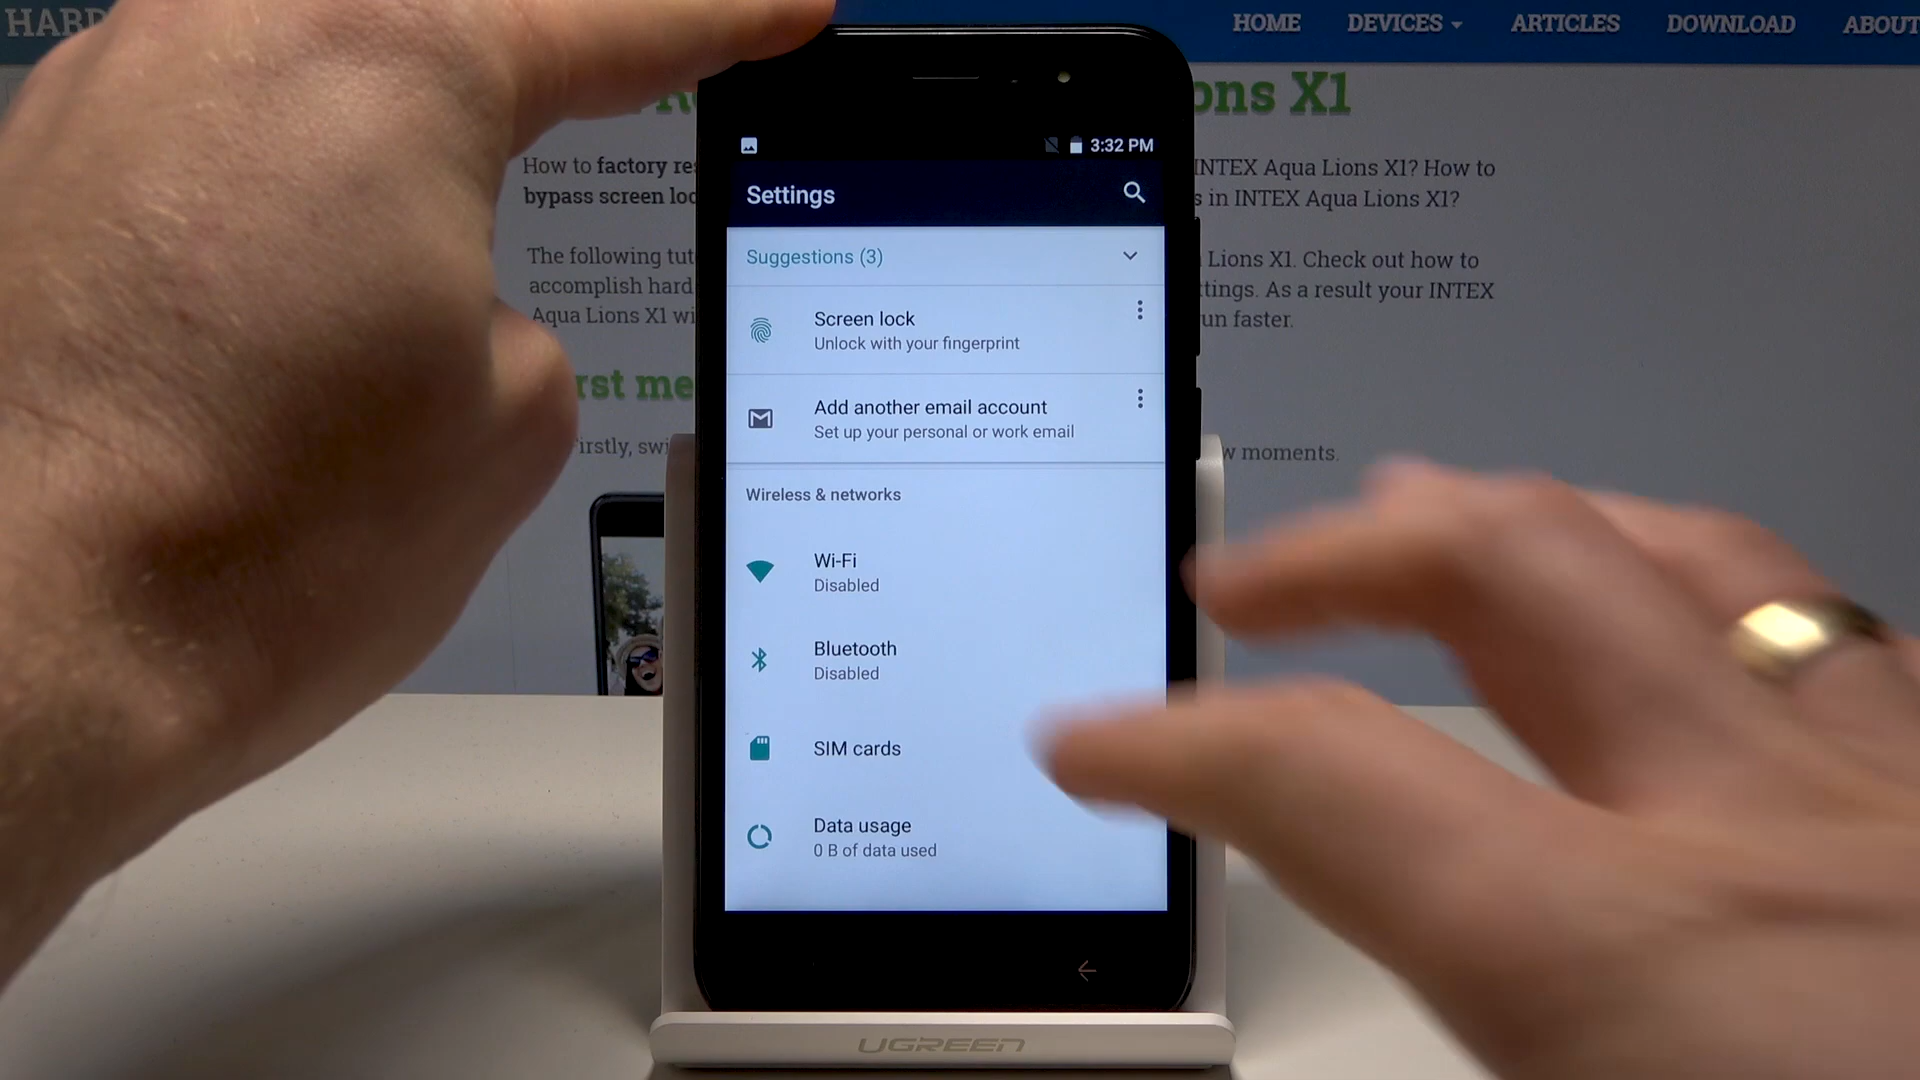 HARD
HOME DEVICES ARTICLES DOWNLOAD ABOUT
ons X1
How to factory res
INTEX Aqua Lions X1? How to
bypass screen loc
in INTEX Aqua Lions X1?
The following tut
Lions X1. Check out how to
accomplish hard
ttings. As a result your INTEX
Aqua Lions X1 wi
un faster.
rst me
irstly, swi
w moments.
3:32 PM
Settings
Suggestions (3)
Screen lock
Unlock with your fingerprint
Add another email account
Set up your personal or work email
Wireless & networks
Wi-Fi
Disabled
Bluetooth
Disabled
SIM cards
Data usage
0 B of data used
UGREEN